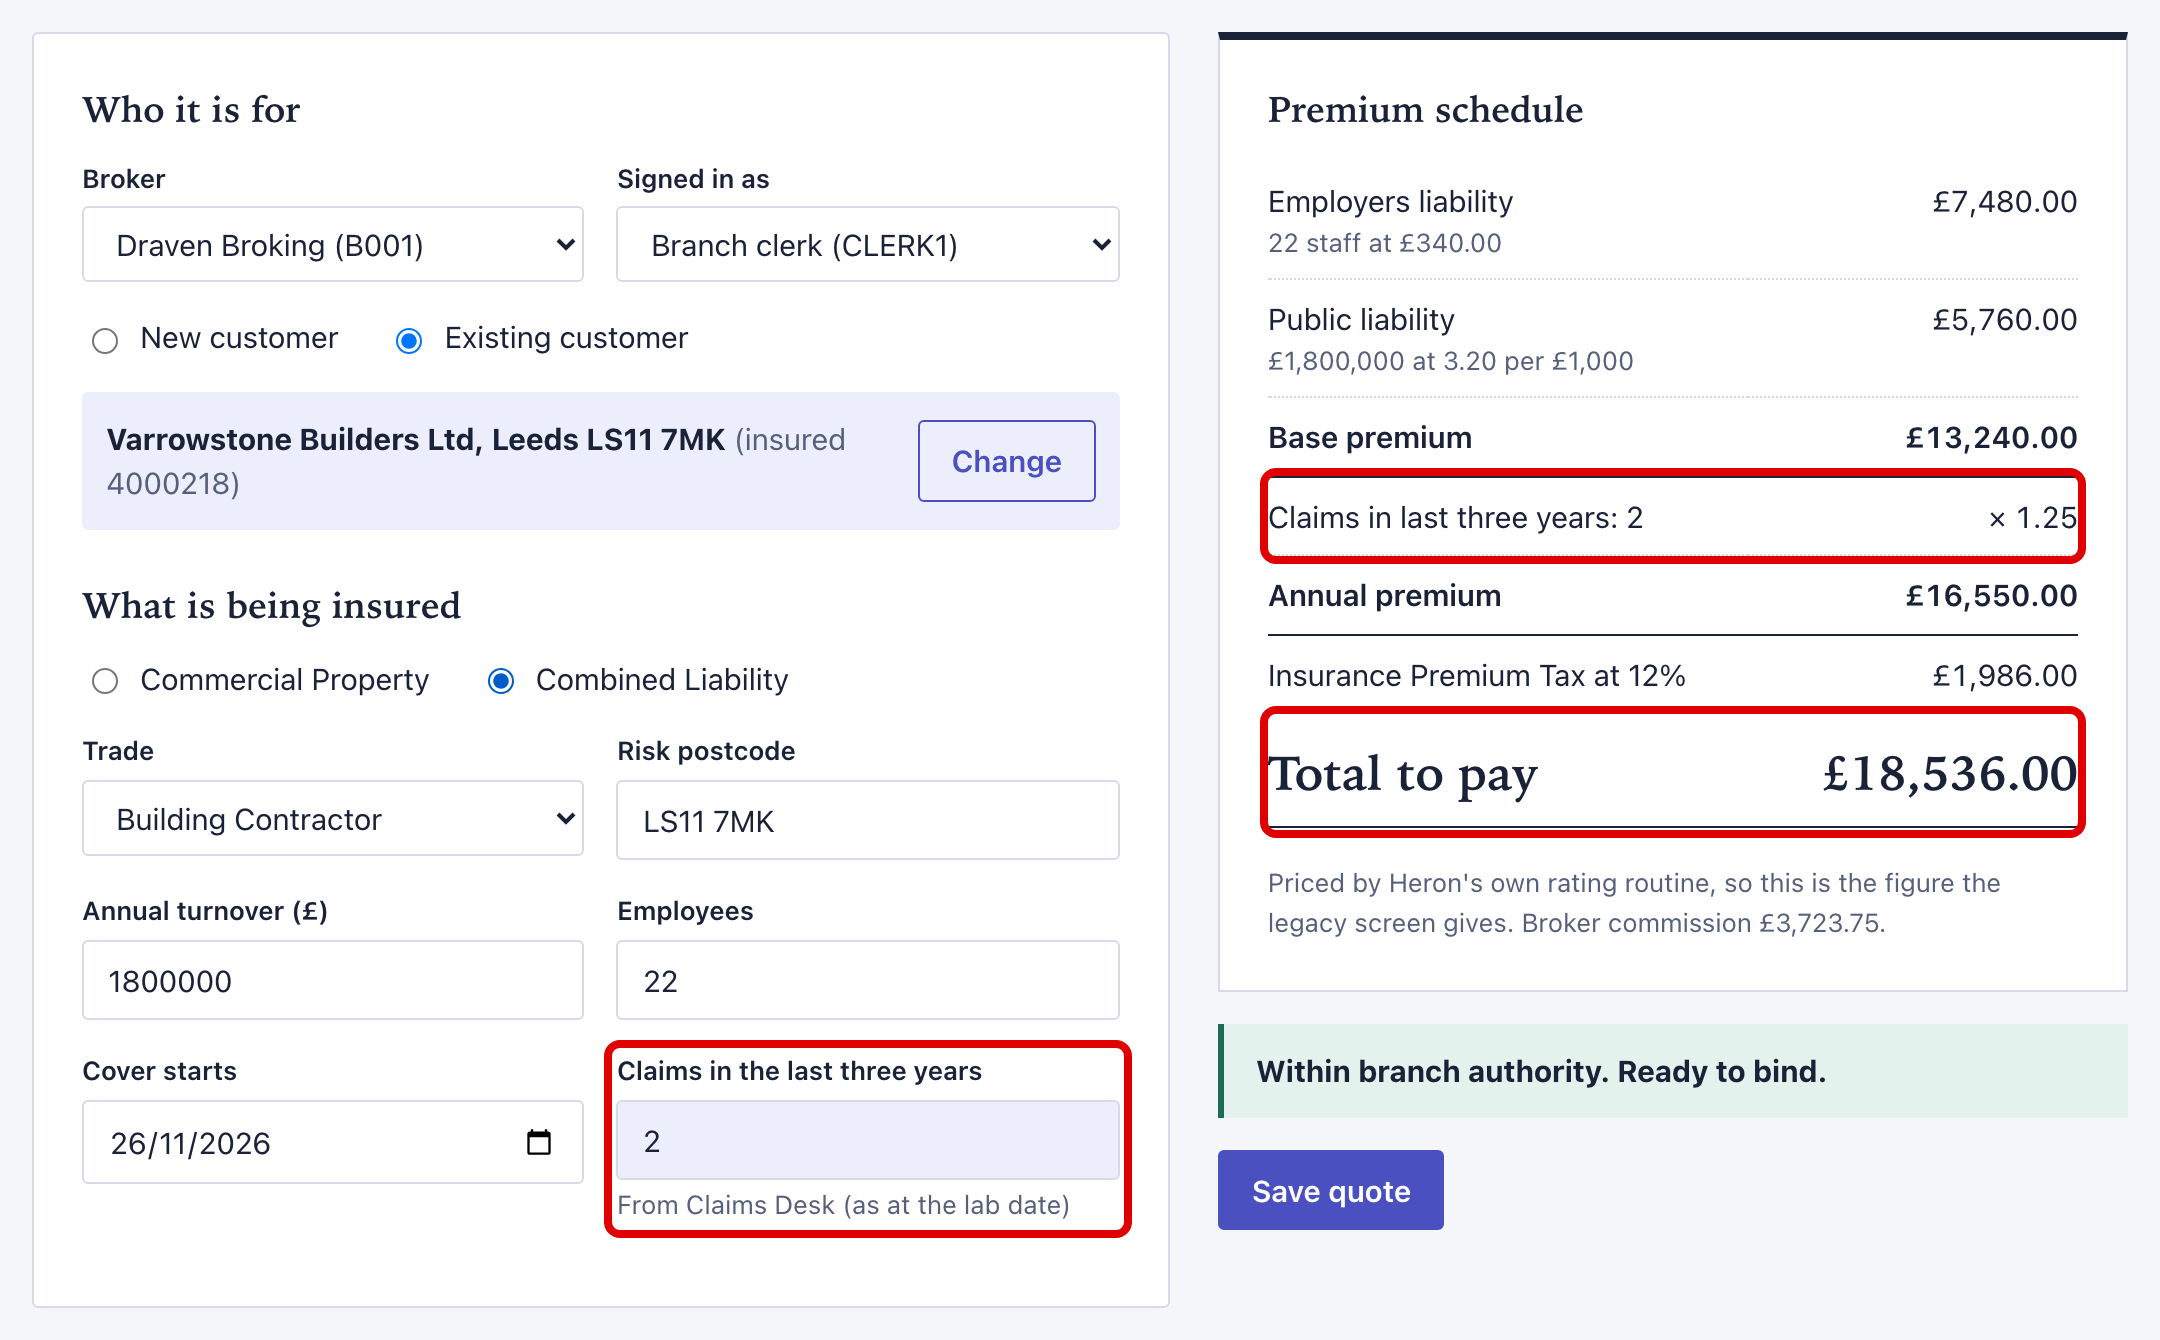 Who it is for
Broker
Signed in as
Draven Broking (B001)
Branch clerk (CLERK1)
New customer
Existing customer
Varrowstone Builders Ltd, Leeds LS11 7MK (insured
4000218)
Change
What is being insured
Commercial Property
Combined Liability
Trade
Risk postcode
Building Contractor
LS11 7MK
Annual turnover (£)
Employees
1800000
22
Cover starts
Claims in the last three years
26/11/2026
2
From Claims Desk (as at the lab date)
Premium schedule
Employers liability £7,480.00
22 staff at £340.00
Public liability £5,760.00
£1,800,000 at 3.20 per £1,000
Base premium £13,240.00
Claims in last three years: 2 × 1.25
Annual premium £16,550.00
Insurance Premium Tax at 12% £1,986.00
Total to pay £18,536.00
Priced by Heron's own rating routine, so this is the figure the
legacy screen gives. Broker commission £3,723.75.
Within branch authority. Ready to bind.
Save quote